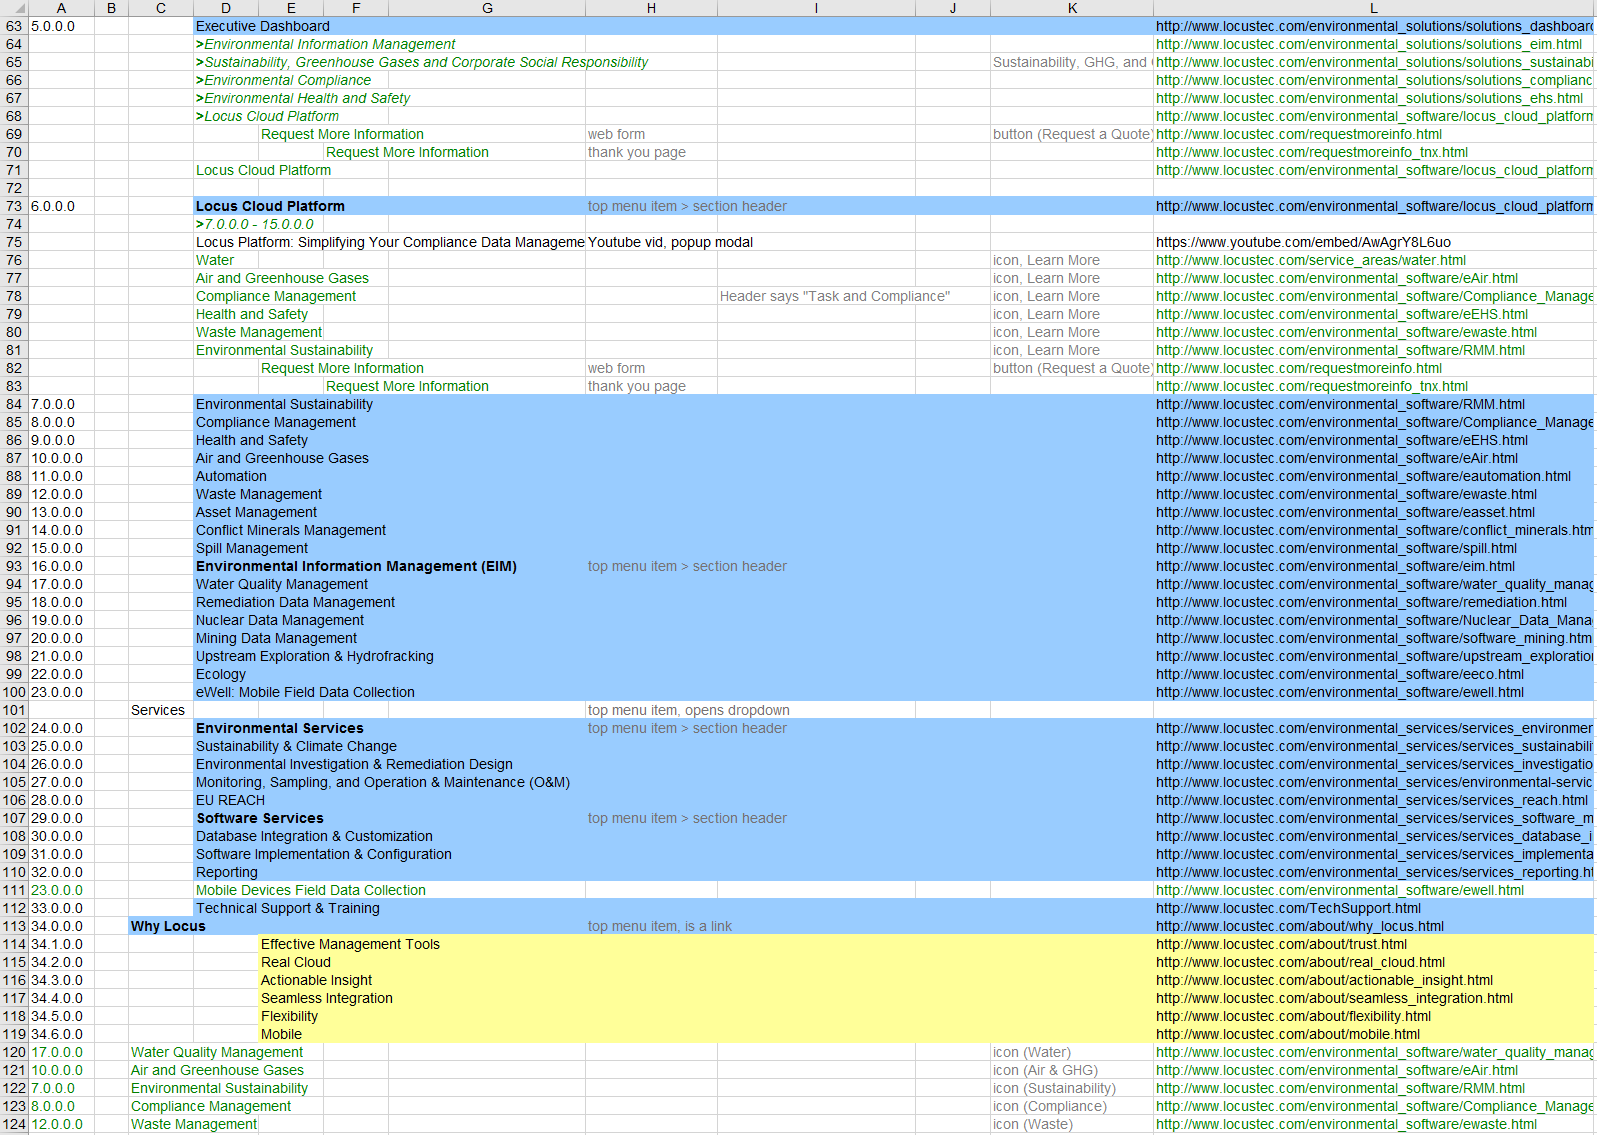 A B C D E F G H I J K L
63 5.0.0.0 Executive Dashboard http://www.locustec.com/environmental_solutions/solutions_dashboard
64 >Environmental Information Management http://www.locustec.com/environmental_solutions/solutions_eim.html
65 >Sustainability, Greenhouse Gases and Corporate Social Responsibility Sustainability, GHG, and http://www.locustec.com/environmental_solutions/solutions_sustainabi
66 >Environmental Compliance http://www.locustec.com/environmental_solutions/solutions_complianc
67 >Environmental Health and Safety http://www.locustec.com/environmental_solutions/solutions_ehs.html
68 >Locus Cloud Platform http://www.locustec.com/environmental_software/locus_cloud_platform
69 Request More Information web form button (Request a Quote) http://www.locustec.com/requestmoreinfo.html
70 Request More Information thank you page http://www.locustec.com/requestmoreinfo_tnx.html
71 Locus Cloud Platform http://www.locustec.com/environmental_software/locus_cloud_platform
72
73 6.0.0.0 Locus Cloud Platform top menu item > section header http://www.locustec.com/environmental_software/locus_cloud_platform
74 >7.0.0.0 - 15.0.0.0
75 Locus Platform: Simplifying Your Compliance Data Manageme Youtube vid, popup modal https://www.youtube.com/embed/AwAgrY8L6uo
76 Water icon, Learn More http://www.locustec.com/service_areas/water.html
77 Air and Greenhouse Gases icon, Learn More http://www.locustec.com/environmental_software/eAir.html
78 Compliance Management Header says "Task and Compliance" icon, Learn More http://www.locustec.com/environmental_software/Compliance_Manage
79 Health and Safety icon, Learn More http://www.locustec.com/environmental_software/eEHS.html
80 Waste Management icon, Learn More http://www.locustec.com/environmental_software/ewaste.html
81 Environmental Sustainability icon, Learn More http://www.locustec.com/environmental_software/RMM.html
82 Request More Information web form button (Request a Quote) http://www.locustec.com/requestmoreinfo.html
83 Request More Information thank you page http://www.locustec.com/requestmoreinfo_tnx.html
84 7.0.0.0 Environmental Sustainability http://www.locustec.com/environmental_software/RMM.html
85 8.0.0.0 Compliance Management http://www.locustec.com/environmental_software/Compliance_Manage
86 9.0.0.0 Health and Safety http://www.locustec.com/environmental_software/eEHS.html
87 10.0.0.0 Air and Greenhouse Gases http://www.locustec.com/environmental_software/eAir.html
88 11.0.0.0 Automation http://www.locustec.com/environmental_software/eautomation.html
89 12.0.0.0 Waste Management http://www.locustec.com/environmental_software/ewaste.html
90 13.0.0.0 Asset Management http://www.locustec.com/environmental_software/easset.html
91 14.0.0.0 Conflict Minerals Management http://www.locustec.com/environmental_software/conflict_minerals.htm
92 15.0.0.0 Spill Management http://www.locustec.com/environmental_software/spill.html
93 16.0.0.0 Environmental Information Management (EIM) top menu item > section header http://www.locustec.com/environmental_software/eim.html
94 17.0.0.0 Water Quality Management http://www.locustec.com/environmental_software/water_quality_manag
95 18.0.0.0 Remediation Data Management http://www.locustec.com/environmental_software/remediation.html
96 19.0.0.0 Nuclear Data Management http://www.locustec.com/environmental_software/Nuclear_Data_Mana
97 20.0.0.0 Mining Data Management http://www.locustec.com/environmental_software/software_mining.htm
98 21.0.0.0 Upstream Exploration & Hydrofracking http://www.locustec.com/environmental_software/upstream_exploration
99 22.0.0.0 Ecology http://www.locustec.com/environmental_software/eeco.html
100 23.0.0.0 eWell: Mobile Field Data Collection http://www.locustec.com/environmental_software/ewell.html
101 Services top menu item, opens dropdown
102 24.0.0.0 Environmental Services top menu item > section header http://www.locustec.com/environmental_services/services_environmer
103 25.0.0.0 Sustainability & Climate Change http://www.locustec.com/environmental_services/services_sustainabili
104 26.0.0.0 Environmental Investigation & Remediation Design http://www.locustec.com/environmental_services/services_investigatio
105 27.0.0.0 Monitoring, Sampling, and Operation & Maintenance (O&M) http://www.locustec.com/environmental_services/environmental-servic
106 28.0.0.0 EU REACH http://www.locustec.com/environmental_services/services_reach.html
107 29.0.0.0 Software Services top menu item > section header http://www.locustec.com/environmental_services/services_software_m
108 30.0.0.0 Database Integration & Customization http://www.locustec.com/environmental_services/services_database_i
109 31.0.0.0 Software Implementation & Configuration http://www.locustec.com/environmental_services/services_implementa
110 32.0.0.0 Reporting http://www.locustec.com/environmental_services/services_reporting.ht
111 23.0.0.0 Mobile Devices Field Data Collection http://www.locustec.com/environmental_software/ewell.html
112 33.0.0.0 Technical Support & Training http://www.locustec.com/TechSupport.html
113 34.0.0.0 Why Locus top menu item, is a link http://www.locustec.com/about/why_locus.html
114 34.1.0.0 Effective Management Tools http://www.locustec.com/about/trust.html
115 34.2.0.0 Real Cloud http://www.locustec.com/about/real_cloud.html
116 34.3.0.0 Actionable Insight http://www.locustec.com/about/actionable_insight.html
117 34.4.0.0 Seamless Integration http://www.locustec.com/about/seamless_integration.html
118 34.5.0.0 Flexibility http://www.locustec.com/about/flexibility.html
119 34.6.0.0 Mobile http://www.locustec.com/about/mobile.html
120 17.0.0.0 Water Quality Management icon (Water) http://www.locustec.com/environmental_software/water_quality_manag
121 10.0.0.0 Air and Greenhouse Gases icon (Air & GHG) http://www.locustec.com/environmental_software/eAir.html
122 7.0.0.0 Environmental Sustainability icon (Sustainability) http://www.locustec.com/environmental_software/RMM.html
123 8.0.0.0 Compliance Management icon (Compliance) http://www.locustec.com/environmental_software/Compliance_Manage
124 12.0.0.0 Waste Management icon (Waste) http://www.locustec.com/environmental_software/ewaste.html